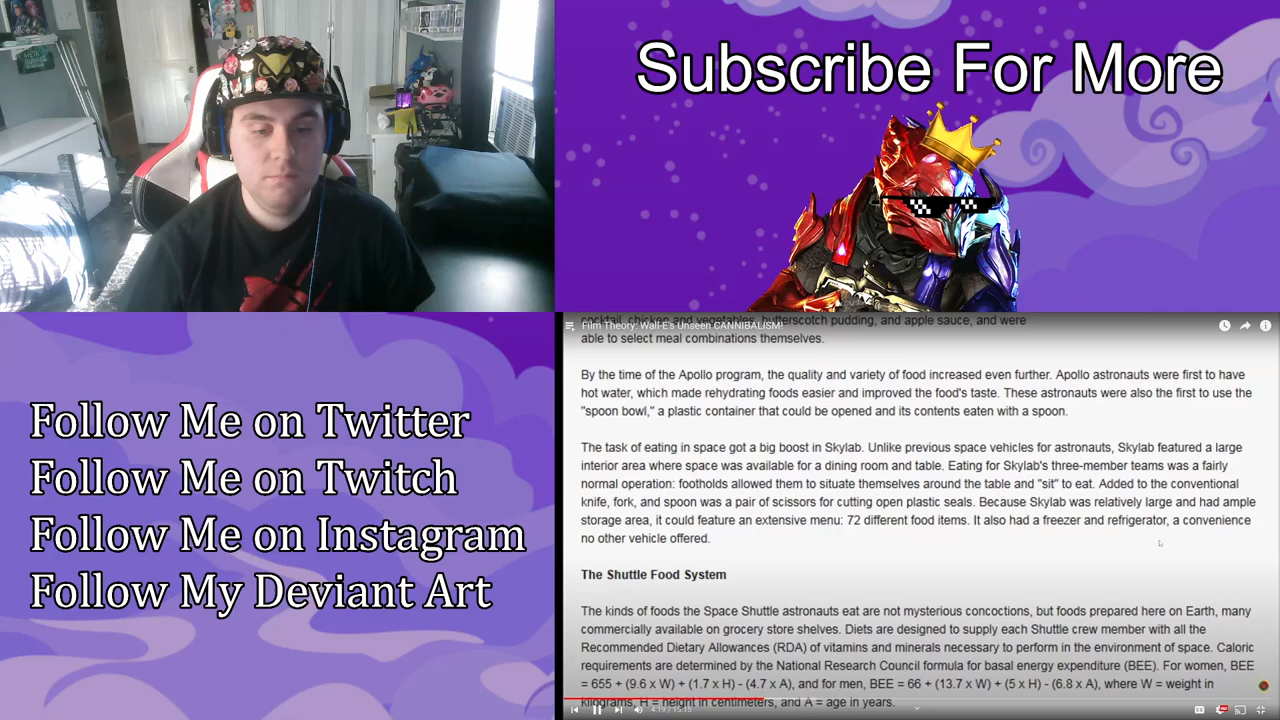 Subscribe For More
Follow Me on Twitter
Follow Me on Twitch
Follow Me on Instagram
Follow My Deviant Art
cocktail, chicken and vegetables, butterscotch pudding, and apple sauce, and were
Film Theory: Wall-E's Unseen CANNIBALISM!
able to select meal combinations themselves.
By the time of the Apollo program, the quality and variety of food increased even further. Apollo astronauts were first to have
hot water, which made rehydrating foods easier and improved the food's taste. These astronauts were also the first to use the
"spoon bowl," a plastic container that could be opened and its contents eaten with a spoon.
The task of eating in space got a big boost in Skylab. Unlike previous space vehicles for astronauts, Skylab featured a large
interior area where space was available for a dining room and table. Eating for Skylab's three-member teams was a fairly
normal operation: footholds allowed them to situate themselves around the table and "sit" to eat. Added to the conventional
knife, fork, and spoon was a pair of scissors for cutting open plastic seals. Because Skylab was relatively large and had ample
storage area, it could feature an extensive menu: 72 different food items. It also had a freezer and refrigerator, a convenience
no other vehicle offered.
The Shuttle Food System
The kinds of foods the Space Shuttle astronauts eat are not mysterious concoctions, but foods prepared here on Earth, many
commercially available on grocery store shelves. Diets are designed to supply each Shuttle crew member with all the
Recommended Dietary Allowances (RDA) of vitamins and minerals necessary to perform in the environment of space. Caloric
requirements are determined by the National Research Council formula for basal energy expenditure (BEE). For women, BEE
= 655 + (9.6 x W) + (1.7 x H) - (4.7 x A), and for men, BEE = 66 + (13.7 x W) + (5 x H) - (6.8 x A), where W = weight in
kilograms, H = height in centimeters, and A = age in years.
4:19 / 15:15